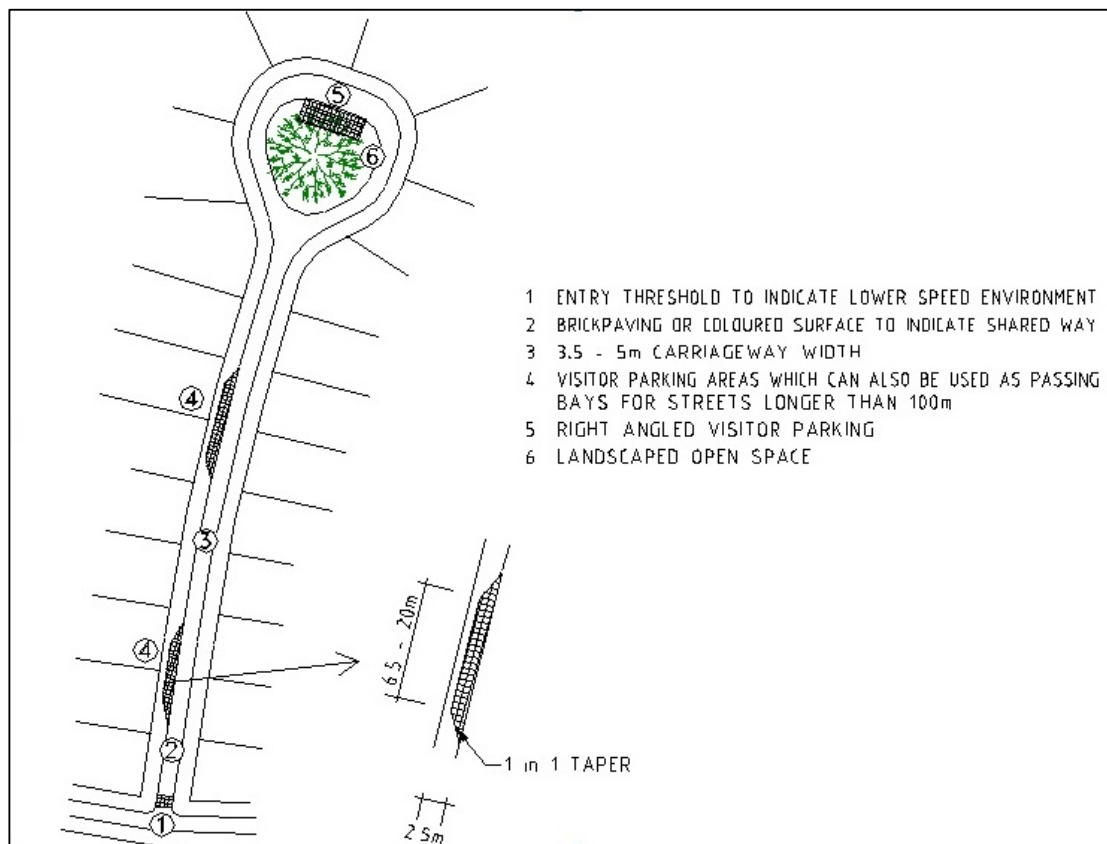 5
6
1 ENTRY THRESHOLD TO INDICATE LOWER SPEED ENVIRONMENT
2 BRICKPAVING OR COLOURED SURFACE TO INDICATE SHARED WAY
3 3.5 - 5m CARRIAGEWAY WIDTH
4 VISITOR PARKING AREAS WHICH CAN ALSO BE USED AS PASSING
BAYS FOR STREETS LONGER THAN 100m
5 RIGHT ANGLED VISITOR PARKING
6 LANDSCAPED OPEN SPACE
4
3
4
6 5 - 20m
2
1 in 1 TAPER
1
2 5m